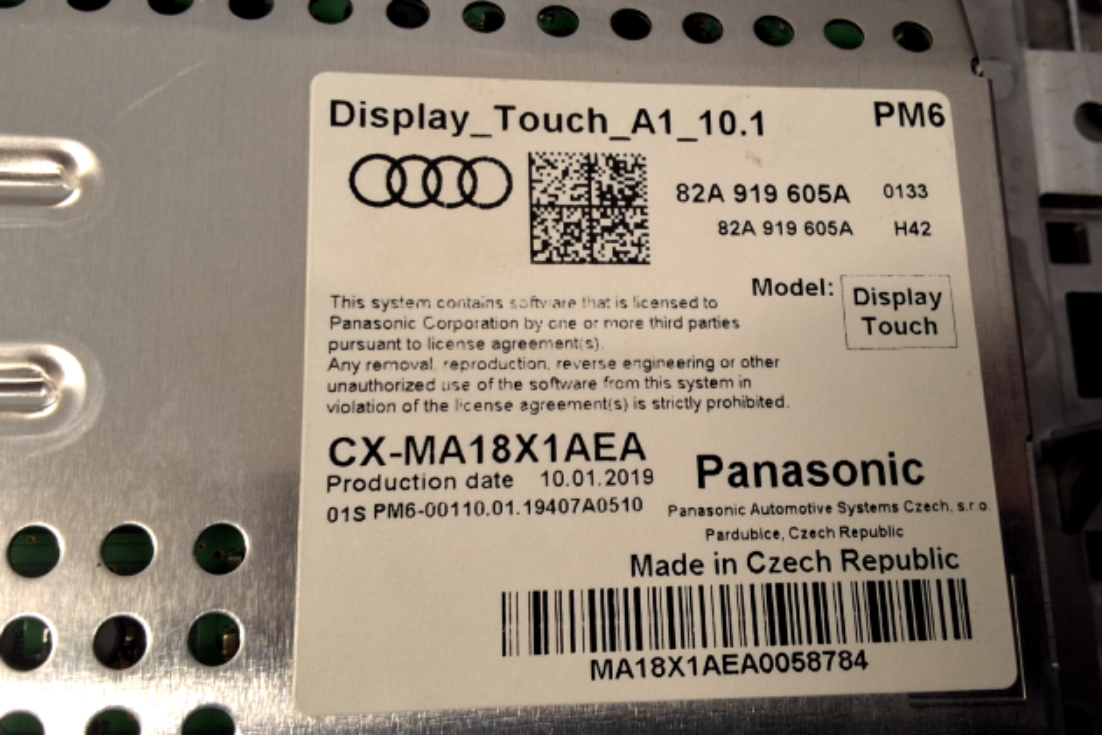 Display_Touch_A1_10.1 PM6
82A 919 605A 0133
82A 919 605A H42
Model: Display Touch
This system contains software that is licensed to
Panasonic Corporation by one or more third parties
pursuant to license agreement(s).
Any removal, reproduction, reverse engineering or other
unauthorized use of the software from this system in
violation of the license agreement(s) is strictly prohibited.
CX-MA18X1AEA
Production date 10.01.2019
01S PM6-00110.01.19407A0510
Panasonic
Panasonic Automotive Systems Czech, s.r.o.
Pardubice, Czech Republic
Made in Czech Republic
MA18X1AEA0058784